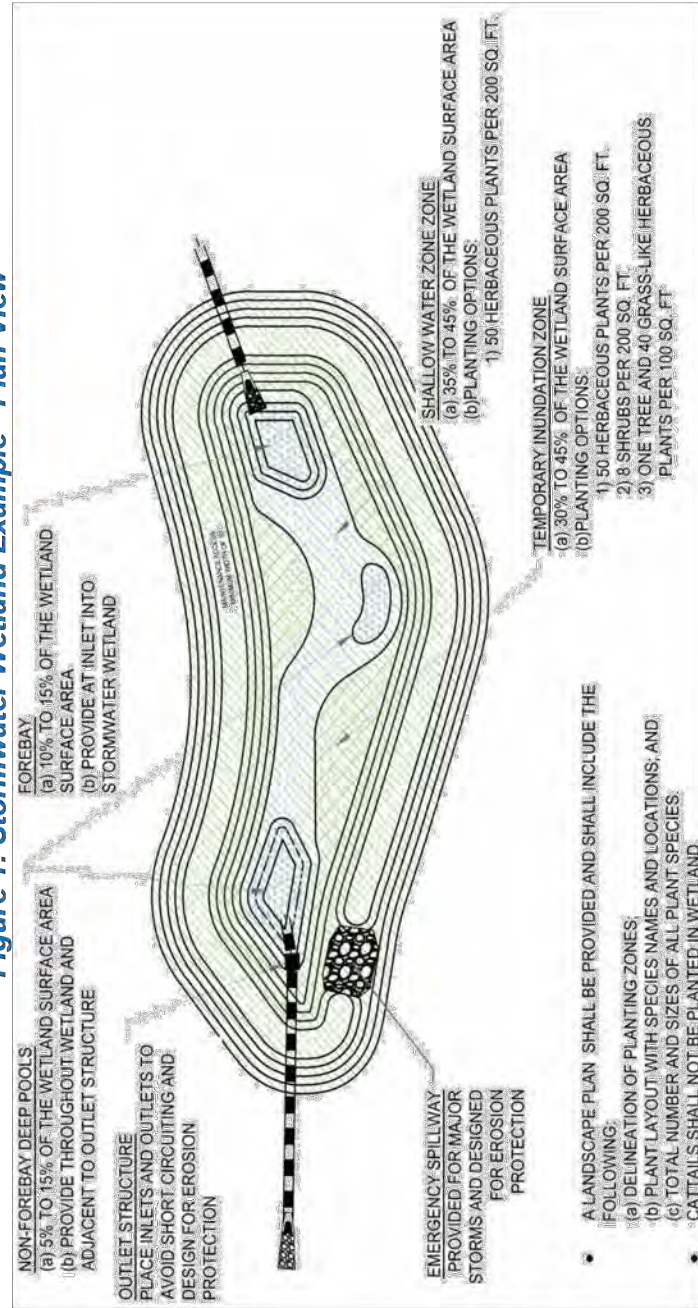 Figure 1: Stormwater Wetland Example - Plan View
NON-FOREBAY DEEP POOLS
(a) 5% TO 15% OF THE WETLAND SURFACE AREA
(b) PROVIDE THROUGHOUT WETLAND AND
ADJACENT TO OUTLET STRUCTURE
FOREBAY
(a) 10% TO 15% OF THE WETLAND
SURFACE AREA
(b) PROVIDE AT INLET INTO
STORMWATER WETLAND
OUTLET STRUCTURE
PLACE INLETS AND OUTLETS TO
AVOID SHORT CIRCUITING AND
DESIGN FOR EROSION
PROTECTION
EMERGENCY SPILLWAY
PROVIDED FOR MAJOR
STORMS AND DESIGNED
FOR EROSION
PROTECTION
SHALLOW WATER ZONE ZONE
(a) 35% TO 45% OF THE WETLAND SURFACE AREA
(b)PLANTING OPTIONS:
1) 50 HERBACEOUS PLANTS PER 200 SQ. FT.
TEMPORARY INUNDATION ZONE
(a) 30% TO 45% OF THE WETLAND SURFACE AREA
(b)PLANTING OPTIONS:
1) 50 HERBACEOUS PLANTS PER 200 SQ. FT.
2) 8 SHRUBS PER 200 SQ. FT.
3) ONE TREE AND 40 GRASS-LIKE HERBACEOUS
PLANTS PER 100 SQ. FT.
• A LANDSCAPE PLAN SHALL BE PROVIDED AND SHALL INCLUDE THE
FOLLOWING:
(a) DELINEATION OF PLANTING ZONES;
(b) PLANT LAYOUT WITH SPECIES NAMES AND LOCATIONS; AND
(c) TOTAL NUMBER AND SIZES OF ALL PLANT SPECIES.
• CATTAILS SHALL NOT BE PLANTED IN WETLAND.